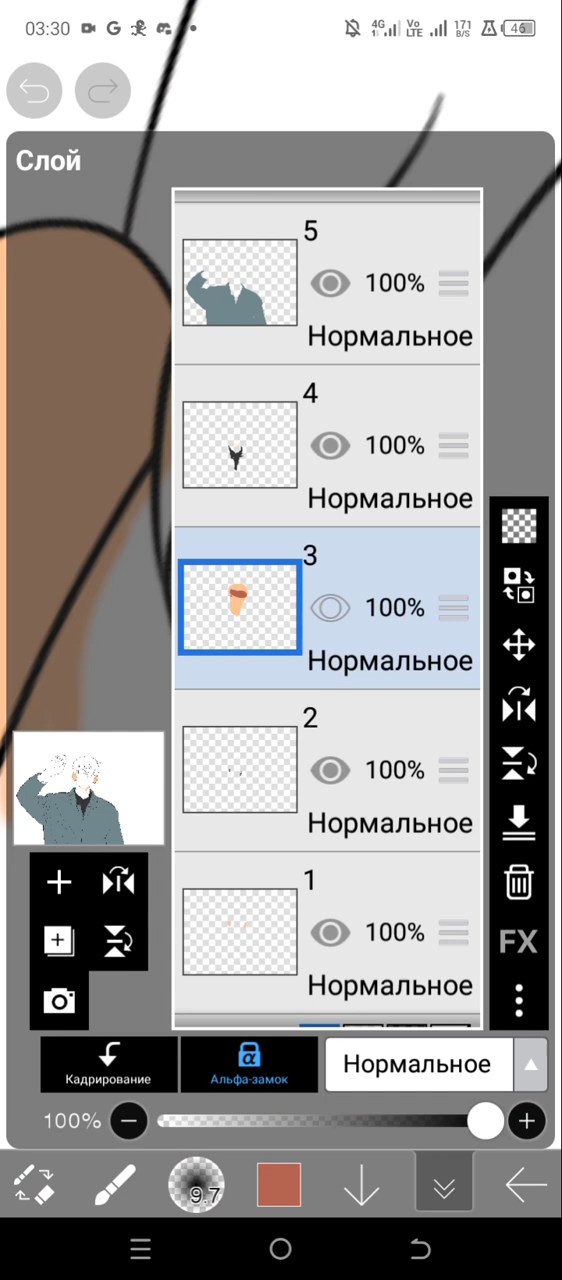 03:30 G 4G Vo LTE 171 B/S 46
Слой
5
100%
Нормальное
4
100%
Нормальное
3
100%
Нормальное
2
100%
Нормальное
1
100%
Нормальное
FX
Кадрирование
α
Альфа-замок
Нормальное
100%
9.7